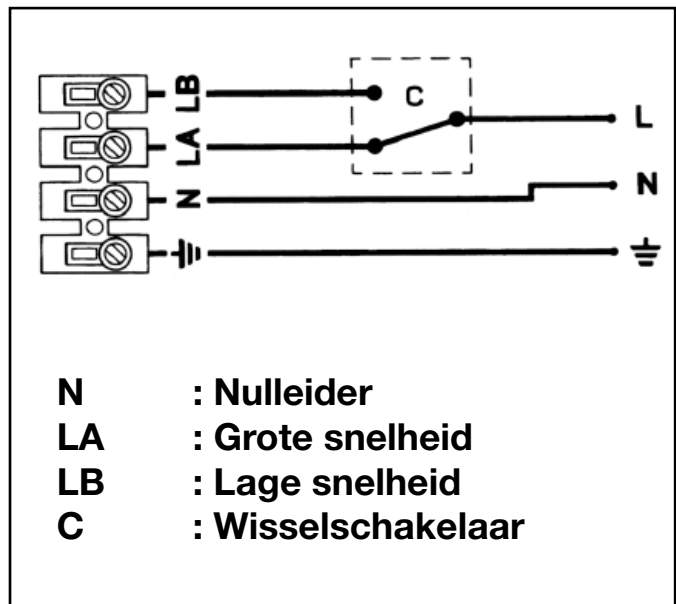 LB
C
L
LA
N
N
N : Nulleider
LA : Grote snelheid
LB : Lage snelheid
C : Wisselschakelaar